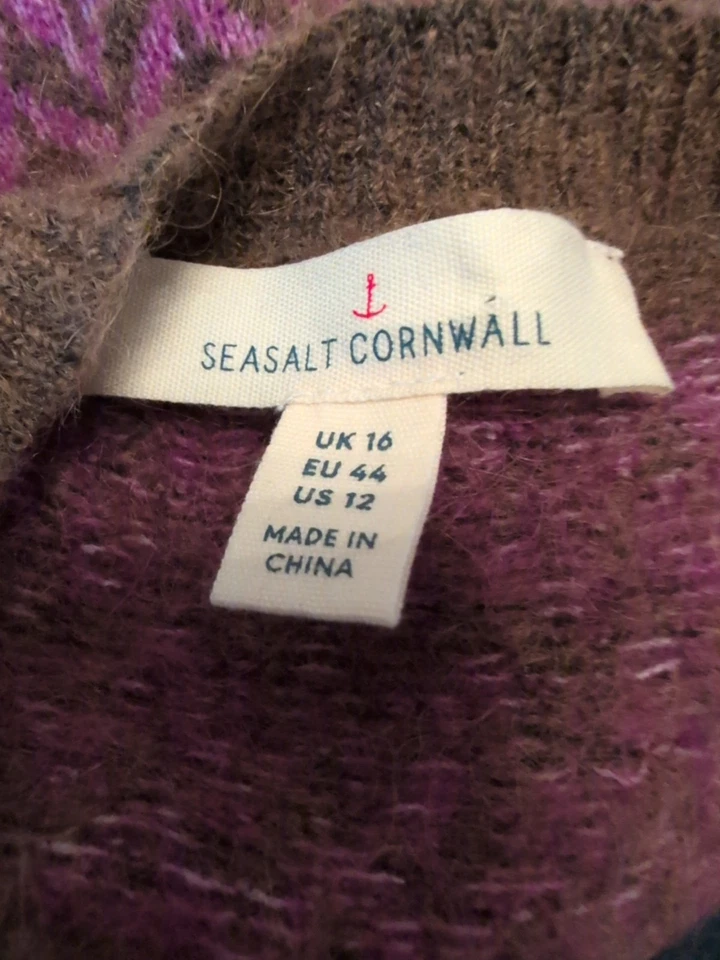 SEASALT CORNWALL
UK 16
EU 44
US 12
MADE IN
CHINA